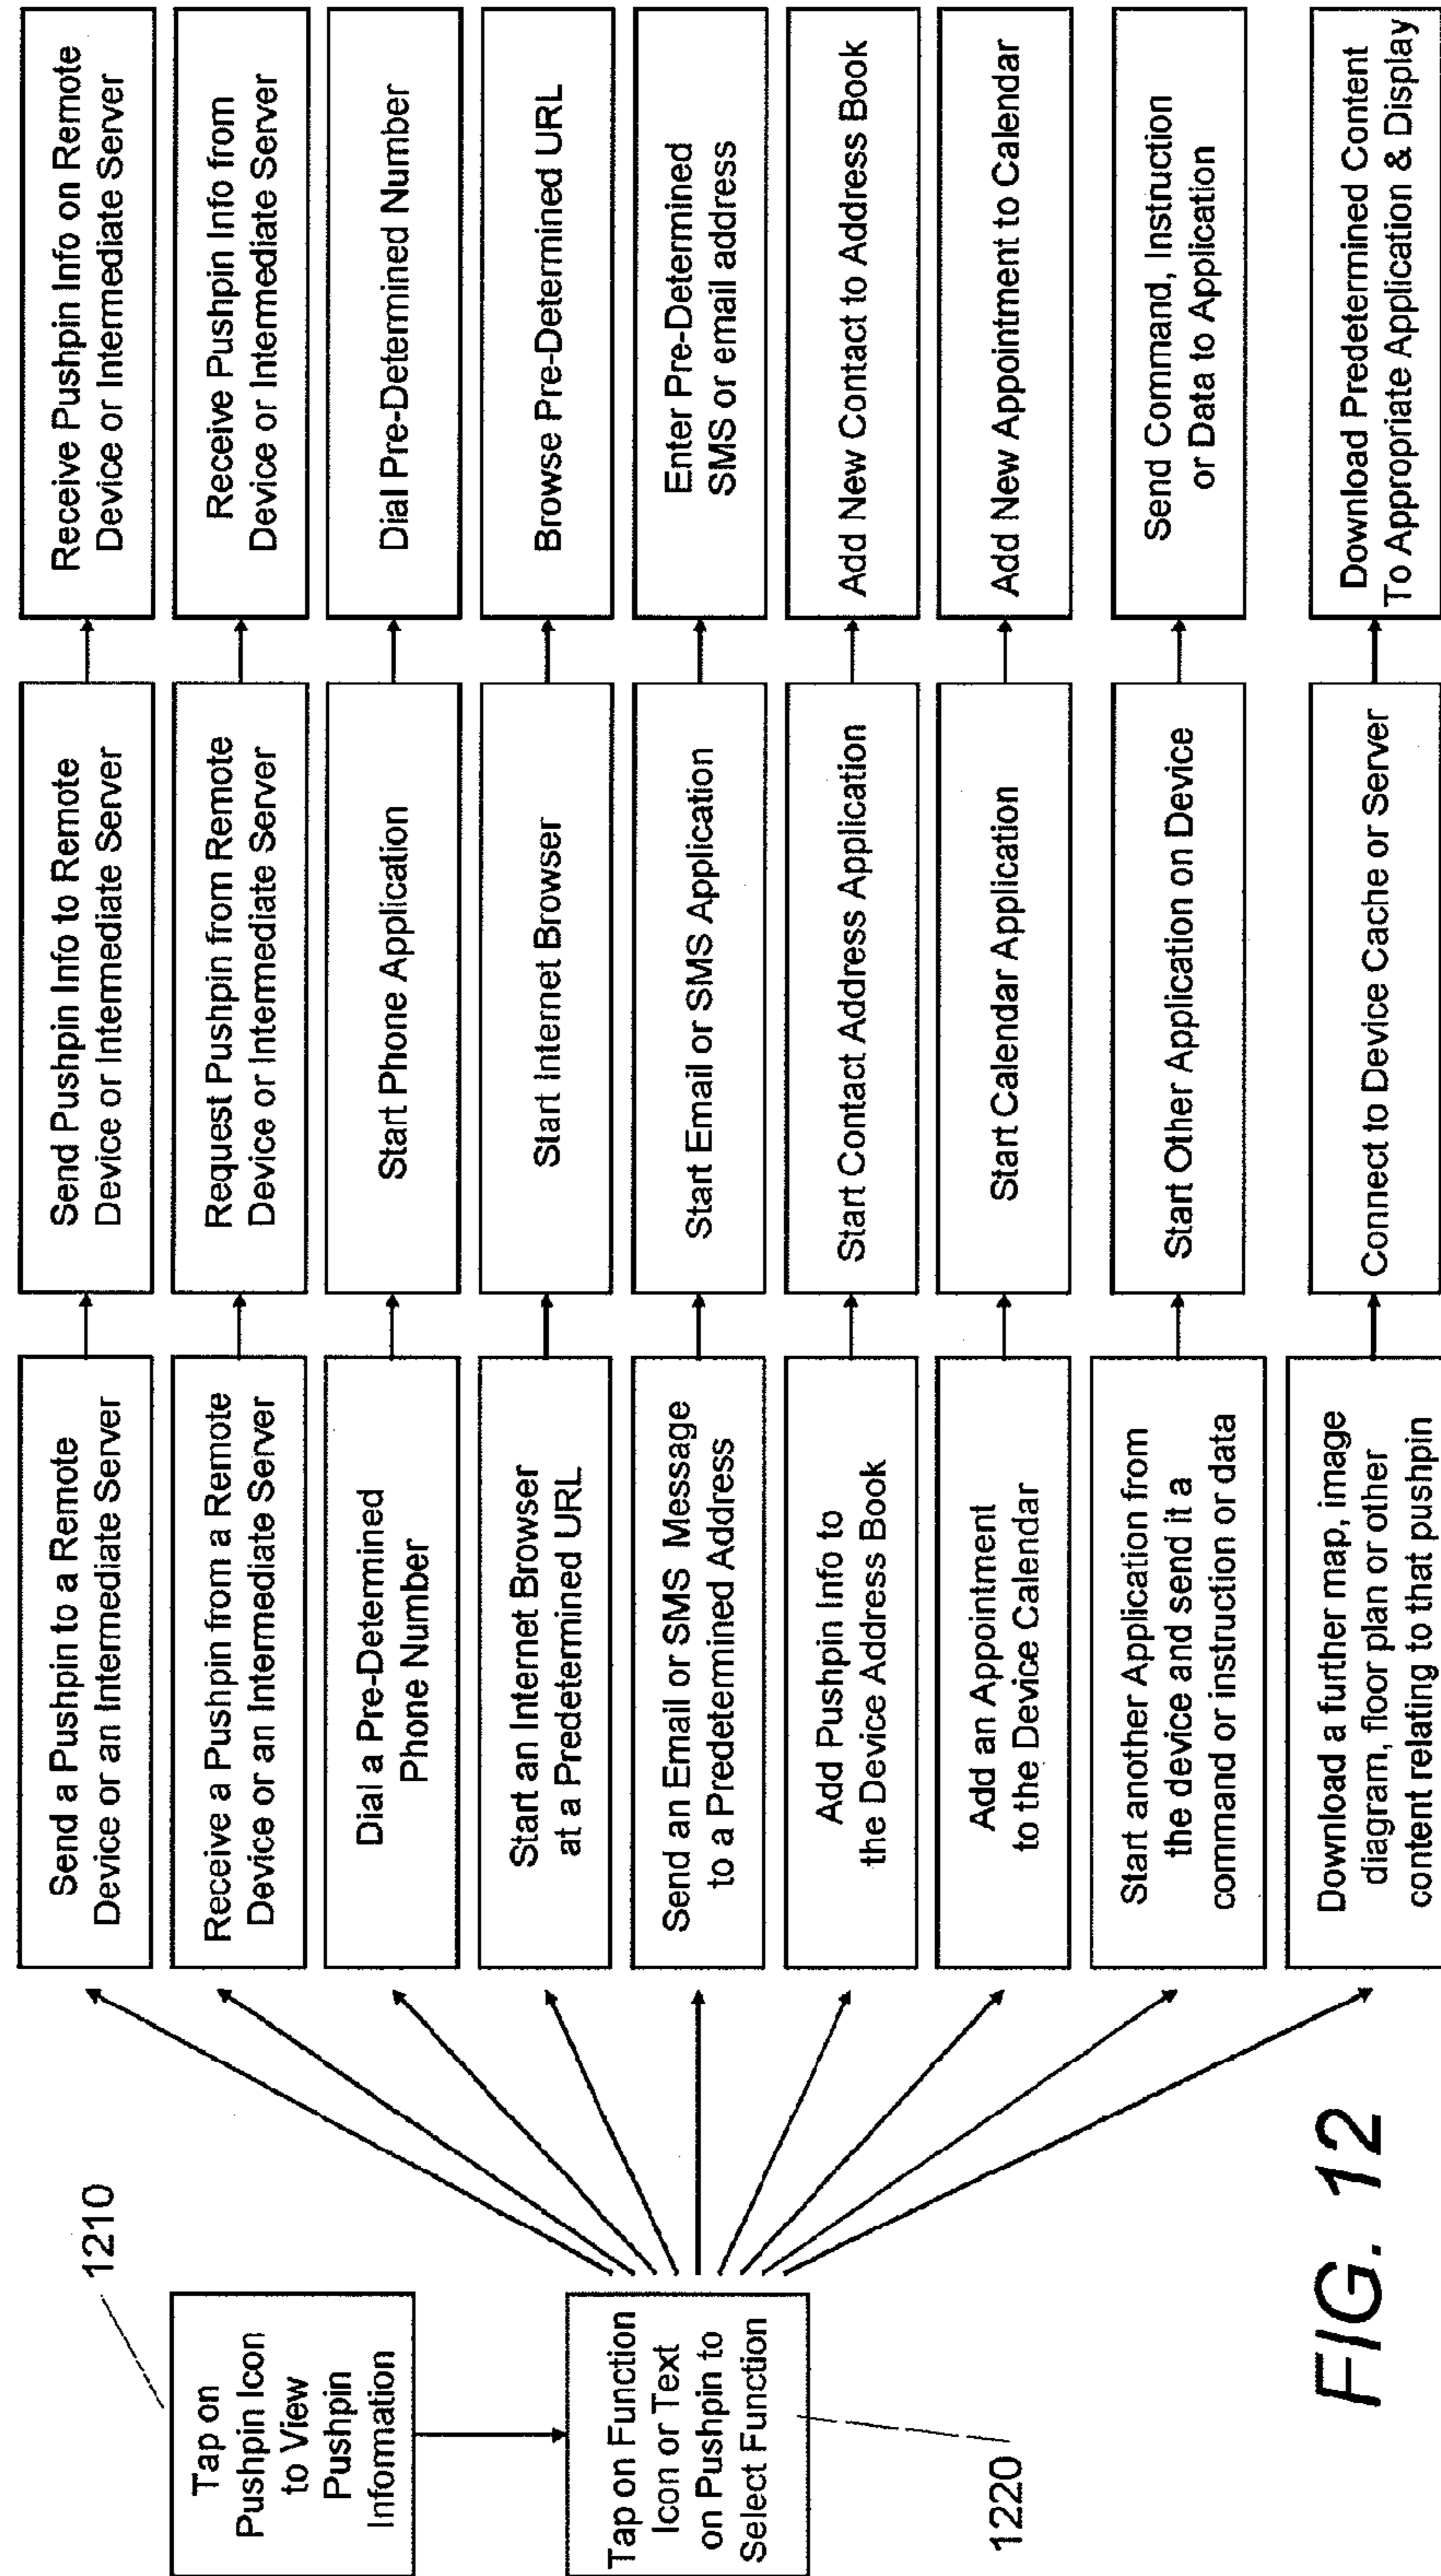 1210
Tap on
Pushpin Icon
to View
Pushpin
Information
Tap on Function
Icon or Text
on Pushpin to
Select Function
1220
Send a Pushpin to a Remote
Device or an Intermediate Server
Send Pushpin Info to Remote
Device or Intermediate Server
Receive Pushpin Info on Remote
Device or Intermediate Server
Receive a Pushpin from a Remote
Device or an Intermediate Server
Request Pushpin from Remote
Device or Intermediate Server
Receive Pushpin Info from
Device or Intermediate Server
Dial a Pre-Determined
Phone Number
Start Phone Application
Dial Pre-Determined Number
Start an Internet Browser
at a Predetermined URL
Start Internet Browser
Browse Pre-Determined URL
Send an Email or SMS Message
to a Predetermined Address
Start Email or SMS Application
Enter Pre-Determined
SMS or email address
Add Pushpin Info to
the Device Address Book
Start Contact Address Application
Add New Contact to Address Book
Add an Appointment
to the Device Calendar
Start Calendar Application
Add New Appointment to Calendar
Start another Application from
the device and send it a
command or instruction or data
Start Other Application on Device
Send Command, Instruction
or Data to Application
Download a further map, image
diagram, floor plan or other
content relating to that pushpin
Connect to Device Cache or Server
Download Predetermined Content
To Appropriate Application & Display
FIG. 12